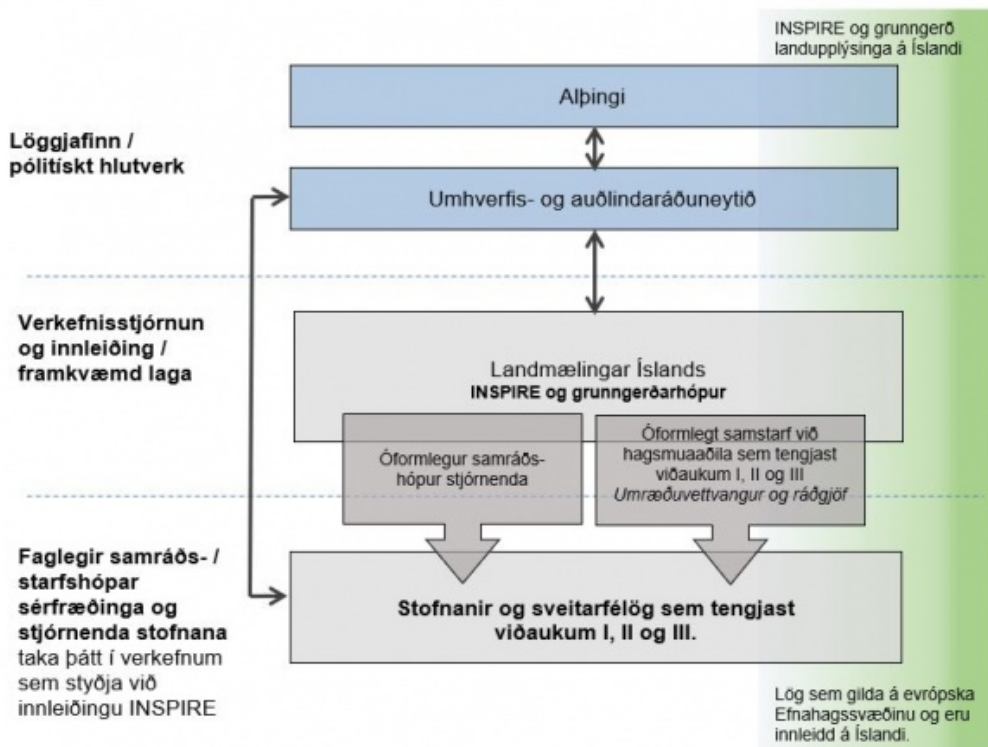 INSPIRE og grunngerð
landupplýsinga á Íslandi
Alþingi
Löggjafinn /
pólitískt hlutverk
Umhverfis- og auðlindaráðuneytið
Verkefnisstjórnun
og innleiðing /
framkvæmd laga
Landmælingar Íslands
INSPIRE og grunngerðarhópur
Óformlegur samráðs-
hópur stjórnenda
Óformlegt samstarf við
hagsmuaaðila sem tengjast
viðaukum I, II og III
Umræðuvettvangur og ráðgjöf
Faglegir samráðs- /
starfshópar
sérfræðinga og
stjórnenda stofnana
taka þátt í verkefnum
sem styðja við
innleiðingu INSPIRE
Stofnanir og sveitarfélög sem tengjast
viðaukum I, II og III.
Lög sem gilda á evrópska
Efnahagssvæðinu og eru
innleidd á Íslandi.